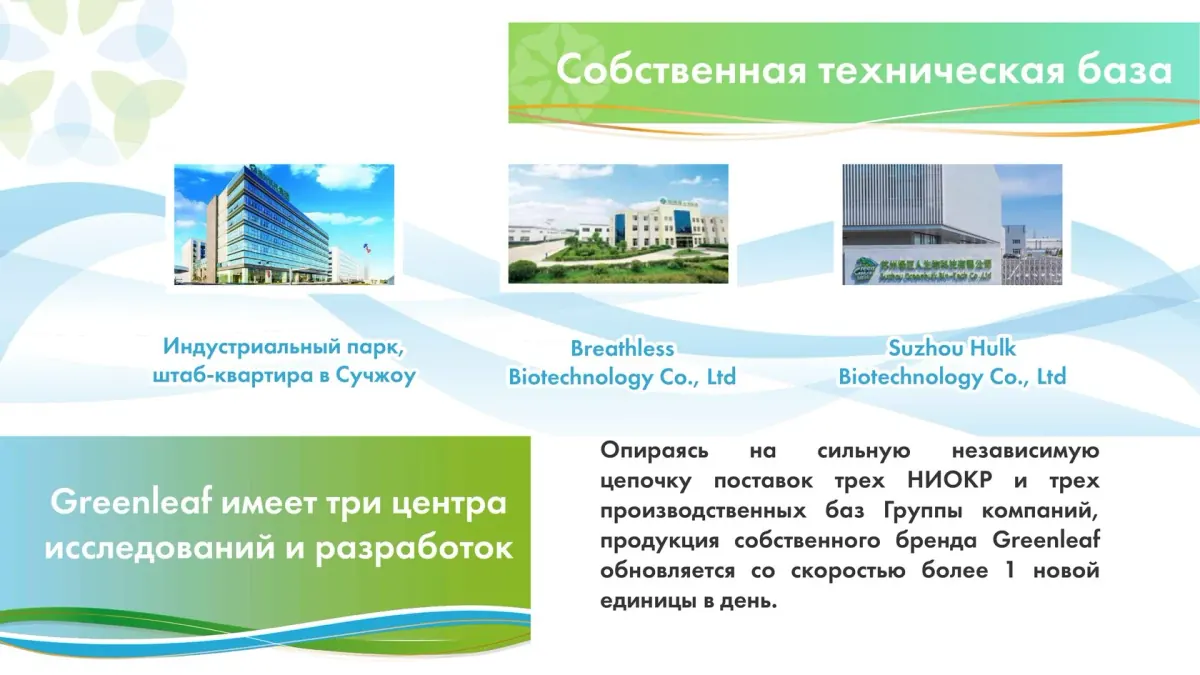 Собственная техническая база
Индустриальный парк,
штаб-квартира в Сучжоу
Breathless
Biotechnology Co., Ltd
Suzhou Hulk
Biotechnology Co., Ltd
Greenleaf имеет три центра
исследований и разработок
Опираясь на сильную независимую
цепочку поставок трех НИОКР и трех
производственных баз Группы компаний,
продукция собственного бренда Greenleaf
обновляется со скоростью более 1 новой
единицы в день.